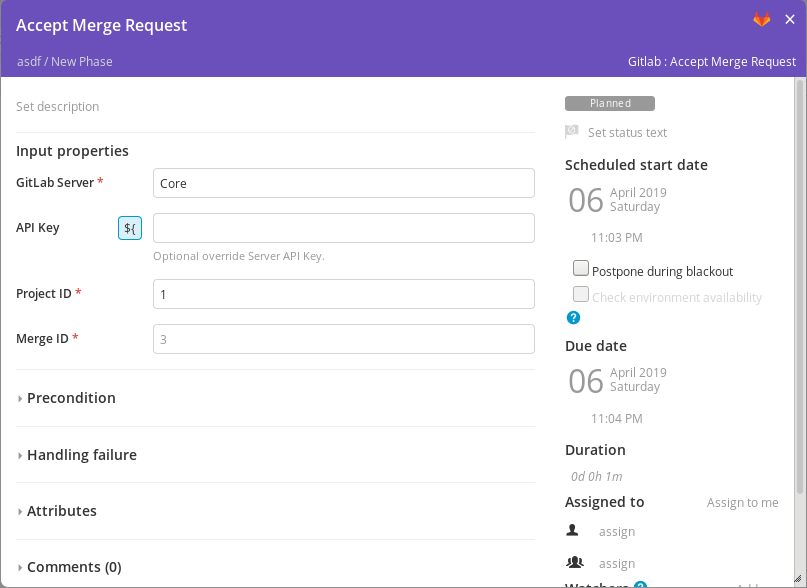 Accept Merge Request
asdf / New Phase
Gitlab : Accept Merge Request
Set description
Input properties
GitLab Server *
Core
API Key
${
Optional override Server API Key.
Project ID *
1
Merge ID *
3
Precondition
Handling failure
Attributes
Comments (0)
Planned
Set status text
Scheduled start date
06
April 2019
Saturday
11:03 PM
Postpone during blackout
Check environment availability
?
Due date
06
April 2019
Saturday
11:04 PM
Duration
0d 0h 1m
Assigned to
Assign to me
assign
assign